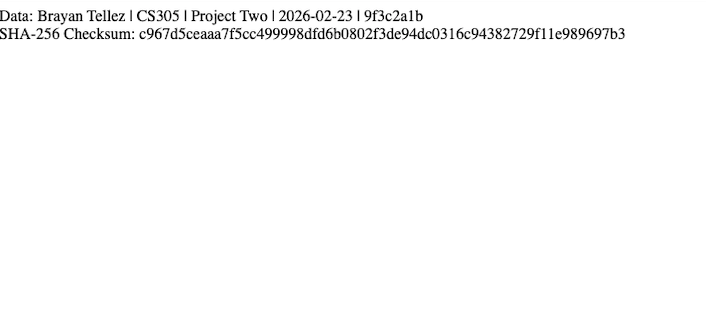 Data: Brayan Tellez | CS305 | Project Two | 2026-02-23 | 9f3c2a1b
SHA-256 Checksum: c967d5ceaaa7f5cc499998dfd6b0802f3de94dc0316c94382729f11e989697b3